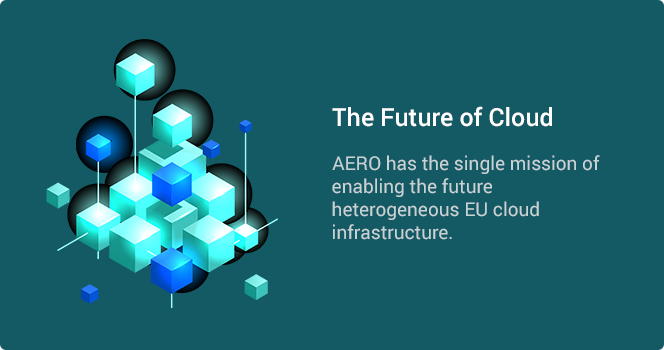 The Future of Cloud
AERO has the single mission of
enabling the future
heterogeneous EU cloud
infrastructure.